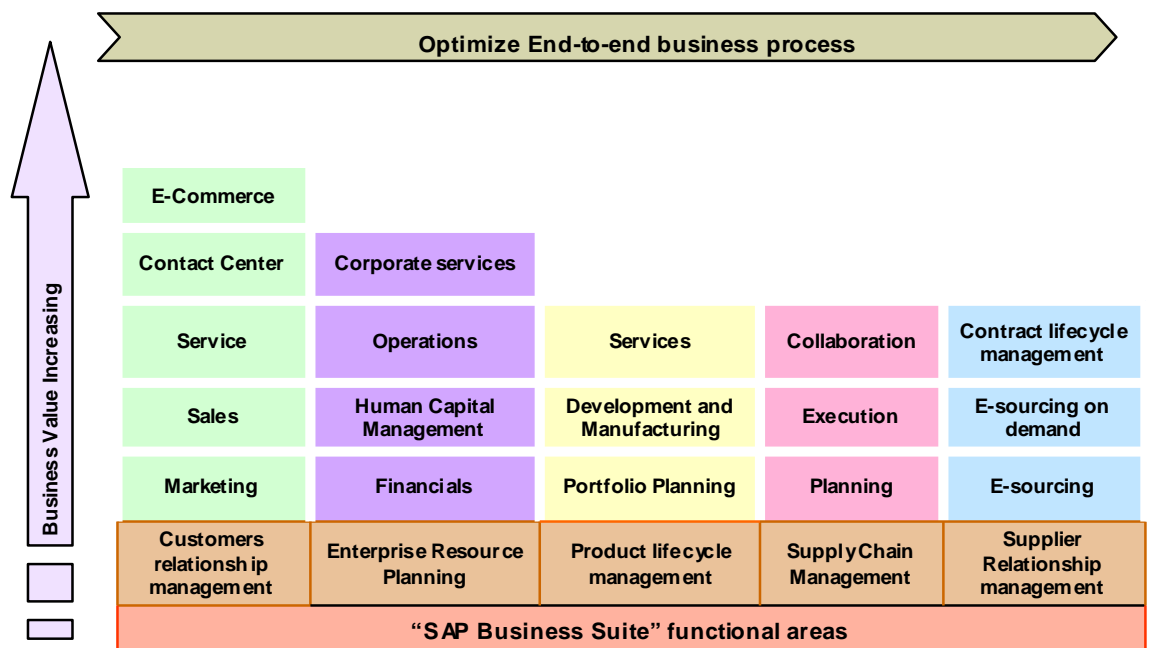 Optimize End-to-end business process
Business Value Increasing
E-Commerce
Contact Center
Corporate services
Service
Operations
Services
Collaboration
Contract lifecycle
management
Sales
Human Capital
Management
Development and
Manufacturing
Execution
E-sourcing on
demand
Marketing
Financials
Portfolio Planning
Planning
E-sourcing
Customers
relationship
management
Enterprise Resource
Planning
Product lifecycle
management
Supply Chain
Management
Supplier
Relationship
management
“SAP Business Suite” functional areas